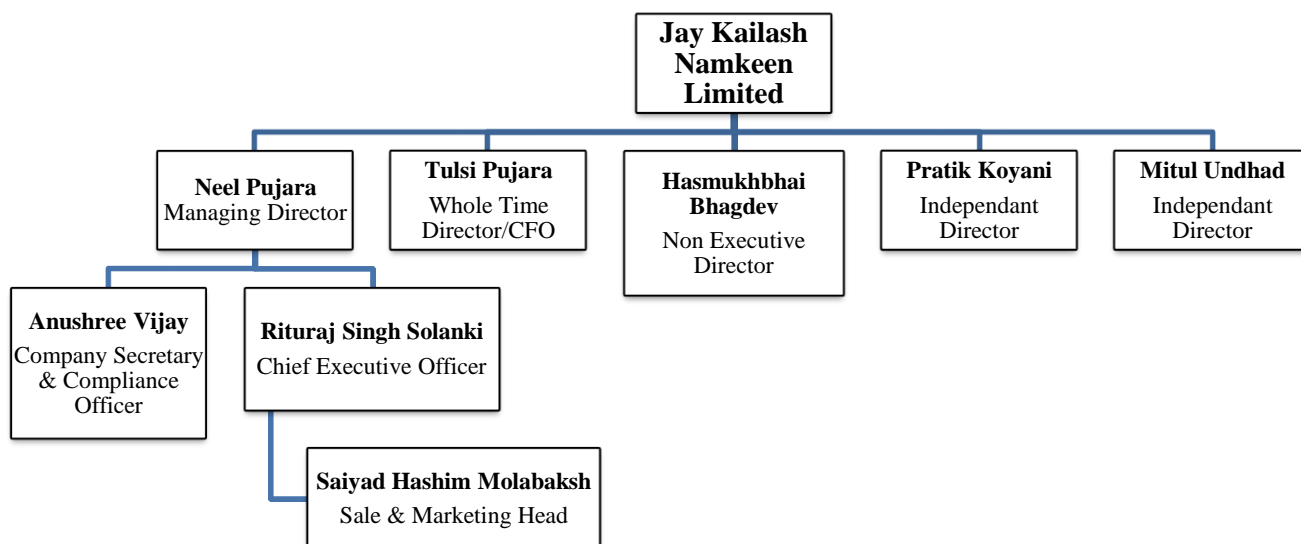 Jay Kailash
Namkeen
Limited
Neel Pujara
Managing Director
Tulsi Pujara
Whole Time
Director/CFO
Hasmukhbhai
Bhagdev
Non Executive
Director
Pratik Koyani
Independant
Director
Mitul Undhad
Independant
Director
Anushree Vijay
Company Secretary
& Compliance
Officer
Rituraj Singh Solanki
Chief Executive Officer
Saiyad Hashim Molabaksh
Sale & Marketing Head